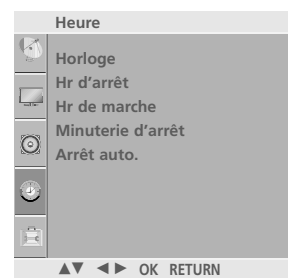 Heure
Horloge
Hr d'arrêt
Hr de marche
Minuterie d'arrêt
Arrêt auto.
▲▼ ◄► OK RETURN